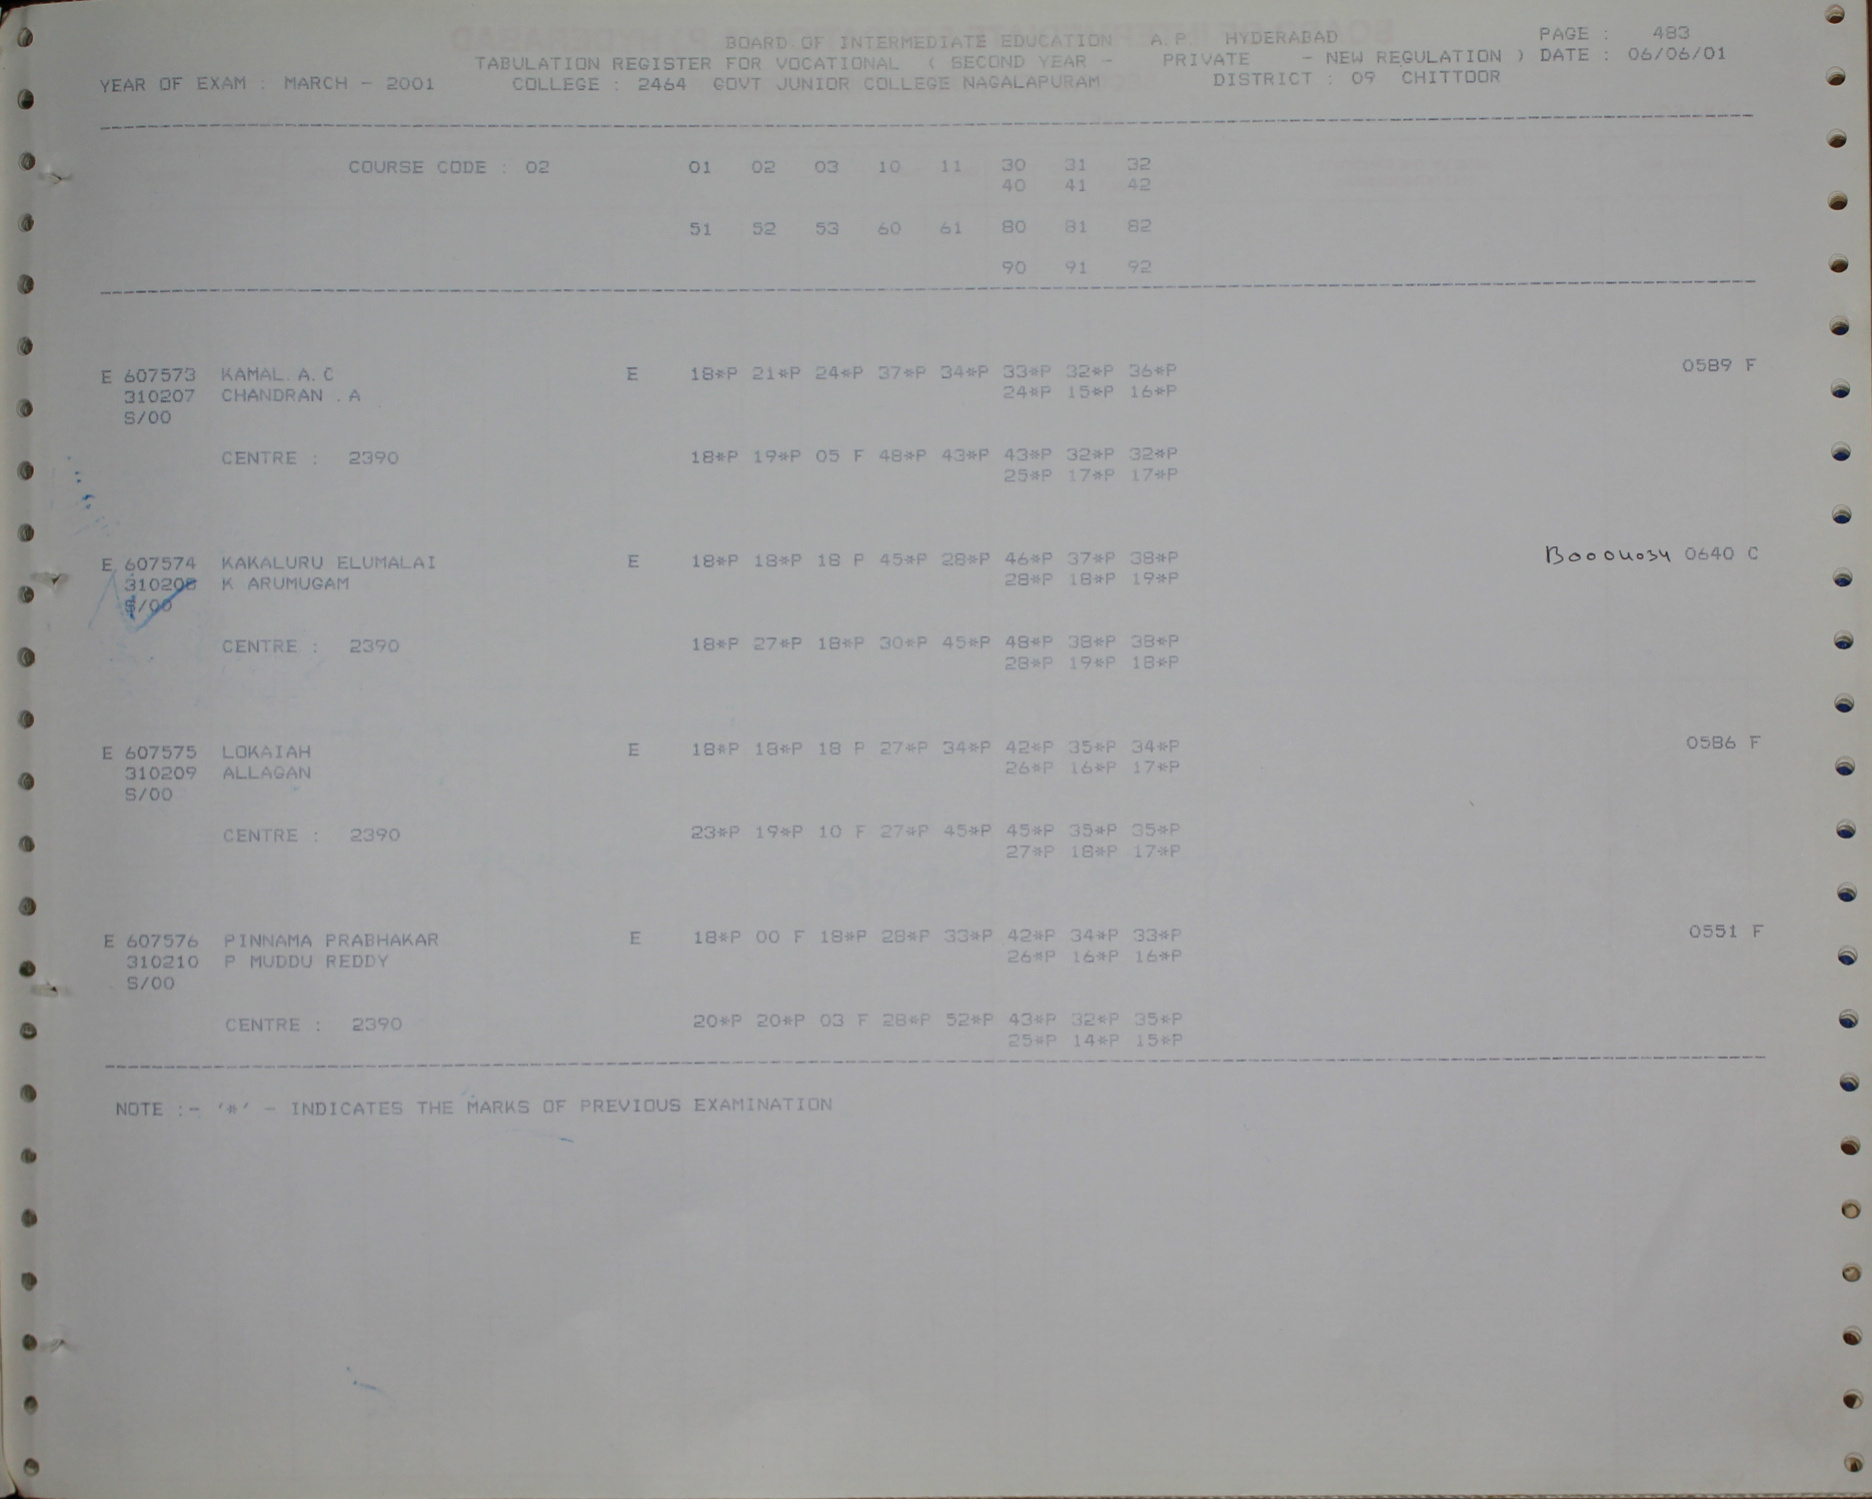 BOARD OF INTERMEDIATE EDUCATION A.P. HYDERABAD PAGE : 483
TABULATION REGISTER FOR VOCATIONAL ( SECOND YEAR - PRIVATE - NEW REGULATION ) DATE : 06/06/01
YEAR OF EXAM : MARCH - 2001 COLLEGE : 2464 GOVT JUNIOR COLLEGE NAGALAPURAM DISTRICT : 09 CHITTOOR
COURSE CODE : 02 01 02 03 10 11 30 31 32
40 41 42
51 52 53 60 61 80 81 82
90 91 92
E 607573 KAMAL. A. C E 18*P 21*P 24*P 37*P 34*P 33*P 32*P 36*P 0589 F
310207 CHANDRAN . A 24*P 15*P 16*P
S/00
CENTRE : 2390 18*P 19*P 05 F 48*P 43*P 43*P 32*P 32*P
25*P 17*P 17*P
E 607574 KAKALURU ELUMALAI E 18*P 18*P 18 P 45*P 28*P 46*P 37*P 38*P B0004034 0640 C
310208 K ARUMUGAM 28*P 18*P 19*P
S/00
CENTRE : 2390 18*P 27*P 18*P 30*P 45*P 48*P 38*P 38*P
28*P 19*P 18*P
E 607575 LOKAIAH E 18*P 18*P 18 P 27*P 34*P 42*P 35*P 34*P 0586 F
310209 ALLAGAN 26*P 16*P 17*P
S/00
CENTRE : 2390 23*P 19*P 10 F 27*P 45*P 45*P 35*P 35*P
27*P 18*P 17*P
E 607576 PINNAMA PRABHAKAR E 18*P 00 F 18*P 28*P 33*P 42*P 34*P 33*P 0551 F
310210 P MUDDU REDDY 26*P 16*P 16*P
S/00
CENTRE : 2390 20*P 20*P 03 F 28*P 52*P 43*P 32*P 35*P
25*P 14*P 15*P
NOTE :- '*' - INDICATES THE MARKS OF PREVIOUS EXAMINATION